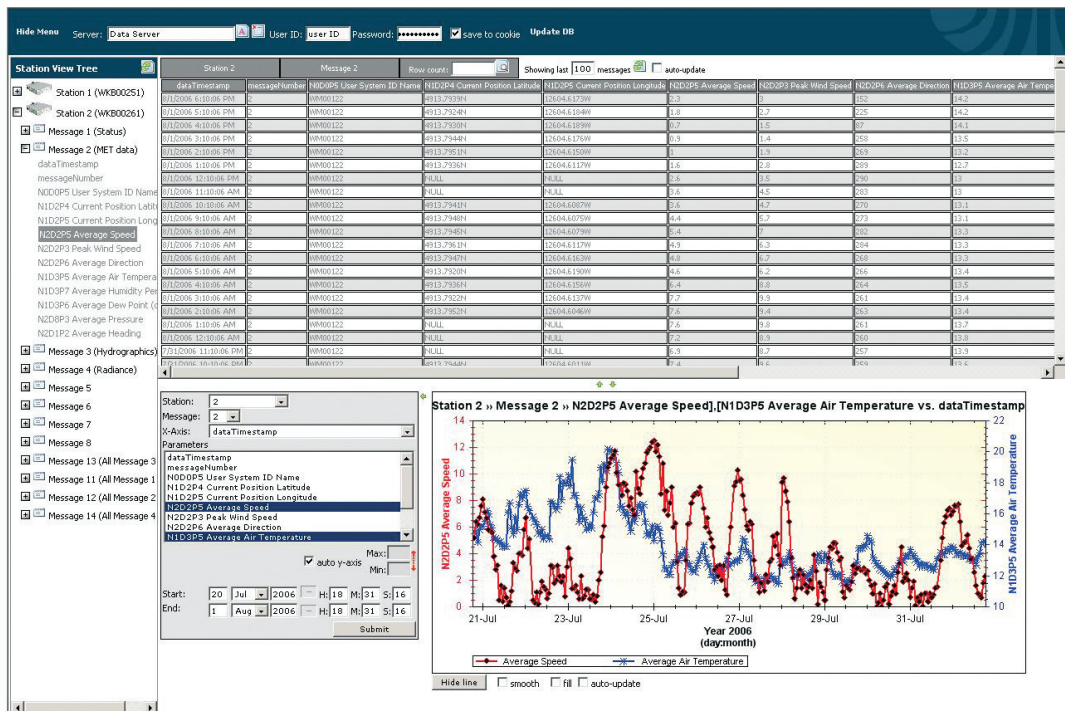 Hide Menu Server: Data Server User ID: user ID Password: •••••••••• save to cookie Update DB
Station View Tree
Station 1 (WKB00251)
Station 2 (WKB00261)
Message 1 (Status)
Message 2 (MET data)
dataTimestamp
messageNumber
N0D0P5 User System ID Name
N1D2P4 Current Position Latit
N1D2P5 Current Position Long
N2D2P5 Average Speed
N2D2P3 Peak Wind Speed
N2D2P6 Average Direction
N1D3P5 Average Air Tempera
N1D3P7 Average Humidity Per
N1D3P6 Average Dew Point (c
N2D8P3 Average Pressure
N2D1P2 Average Heading
Message 3 (Hydrographics)
Message 4 (Radiance)
Message 5
Message 6
Message 7
Message 8
Message 13 (All Message 3
Message 11 (All Message 1
Message 12 (All Message 2
Message 14 (All Message 4
Station 2 Message 2 Row count: Showing last 100 messages auto-update
dataTimestamp messageNumber N0D0P5 User System ID Name N1D2P4 Current Position Latitude N1D2P5 Current Position Longitude N2D2P5 Average Speed N2D2P3 Peak Wind Speed N2D2P6 Average Direction N1D3P5 Average Air Tempe
8/1/2006 6:10:06 PM 2 WM00122 4913.7939N 12604.6173W 2.3 3 152 14.2
8/1/2006 5:10:06 PM 2 WM00122 4913.7924N 12604.6184W 1.8 2.7 225 14.2
8/1/2006 4:10:06 PM 2 WM00122 4913.7930N 12604.6189W 0.7 1.5 87 14.1
8/1/2006 3:10:06 PM 2 WM00122 4913.7944N 12604.6176W 0.9 1.4 258 13.5
8/1/2006 2:10:06 PM 2 WM00122 4913.7951N 12604.6150W 1 1.9 269 13.2
8/1/2006 1:10:06 PM 2 WM00122 4913.7936N 12604.6117W 1.6 2.8 289 12.7
8/1/2006 12:10:06 PM 2 WM00122 NULL NULL 2.6 3.5 290 13
8/1/2006 11:10:06 AM 2 WM00122 NULL NULL 3.6 4.5 283 13
8/1/2006 10:10:06 AM 2 WM00122 4913.7941N 12604.6087W 3.6 4.7 270 13.1
8/1/2006 9:10:06 AM 2 WM00122 4913.7948N 12604.6075W 4.4 5.7 273 13.1
8/1/2006 8:10:06 AM 2 WM00122 4913.7945N 12604.6079W 5.4 7 282 13.3
8/1/2006 7:10:06 AM 2 WM00122 4913.7961N 12604.6117W 4.9 6.3 284 13.3
8/1/2006 6:10:06 AM 2 WM00122 4913.7947N 12604.6163W 4.8 6.7 268 13.3
8/1/2006 5:10:06 AM 2 WM00122 4913.7920N 12604.6190W 4.6 6.2 266 13.4
8/1/2006 4:10:06 AM 2 WM00122 4913.7936N 12604.6156W 6.4 8.8 264 13.5
8/1/2006 3:10:06 AM 2 WM00122 4913.7922N 12604.6137W 7.7 9.9 261 13.4
8/1/2006 2:10:06 AM 2 WM00122 4913.7952N 12604.6046W 7.6 9.4 263 13.4
8/1/2006 1:10:06 AM 2 WM00122 NULL NULL 7.6 9.8 261 13.7
8/1/2006 12:10:06 AM 2 WM00122 NULL NULL 7.2 8.9 260 13.8
7/31/2006 11:10:06 PM 2 WM00122 NULL NULL 6.9 8.7 257 13.9
7/31/2006 10:10:06 PM 2 WM00122 4913.7944N 12604.6011W 7.4 9.6 259 13.6
Station: 2
Message: 2
X-Axis: dataTimestamp
Parameters
dataTimestamp
messageNumber
N0D0P5 User System ID Name
N1D2P4 Current Position Latitude
N1D2P5 Current Position Longitude
N2D2P5 Average Speed
N2D2P3 Peak Wind Speed
N2D2P6 Average Direction
N1D3P5 Average Air Temperature
auto y-axis Max:
Min:
Start: 20 Jul 2006 H: 18 M: 31 S: 16
End: 1 Aug 2006 H: 18 M: 31 S: 16
Submit
Station 2 » Message 2 » N2D2P5 Average Speed],[N1D3P5 Average Air Temperature vs. dataTimestamp
N2D2P5 Average Speed
14
12
10
8
6
4
2
0
22
20
18
16
14
12
10
N1D3P5 Average Air Temperature
21-Jul 23-Jul 25-Jul 27-Jul 29-Jul 31-Jul
Year 2006
(day:month)
Average Speed Average Air Temperature
Hide line smooth fill auto-update